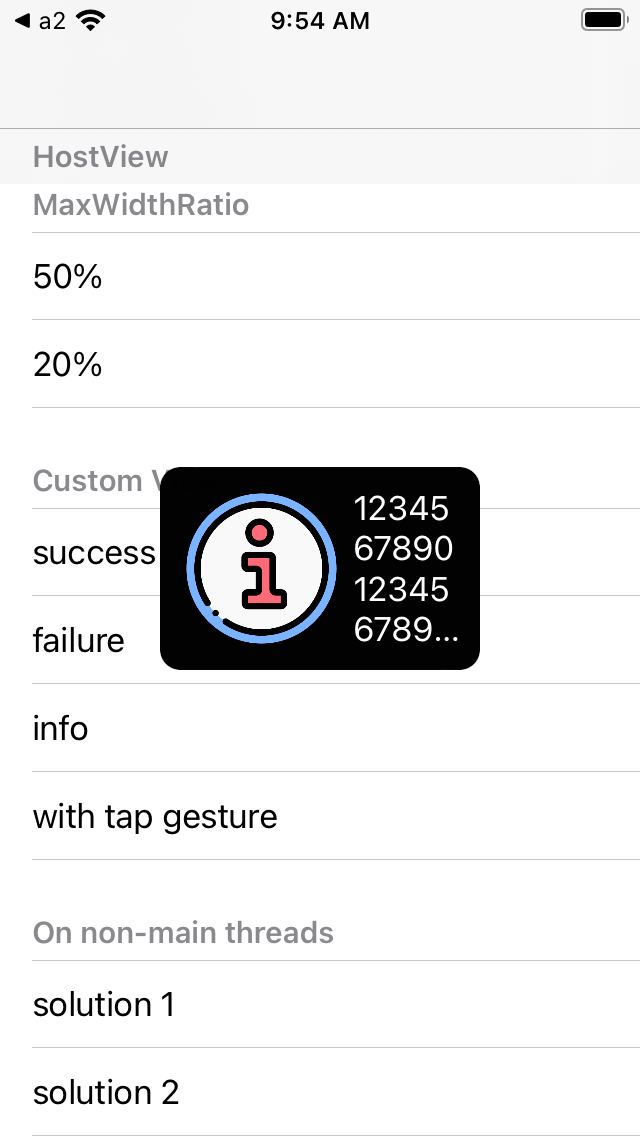 a2
9:54 AM
HostView
MaxWidthRatio
50%
20%
Custom
success
12345
67890
12345
6789...
failure
info
with tap gesture
On non-main threads
solution 1
solution 2